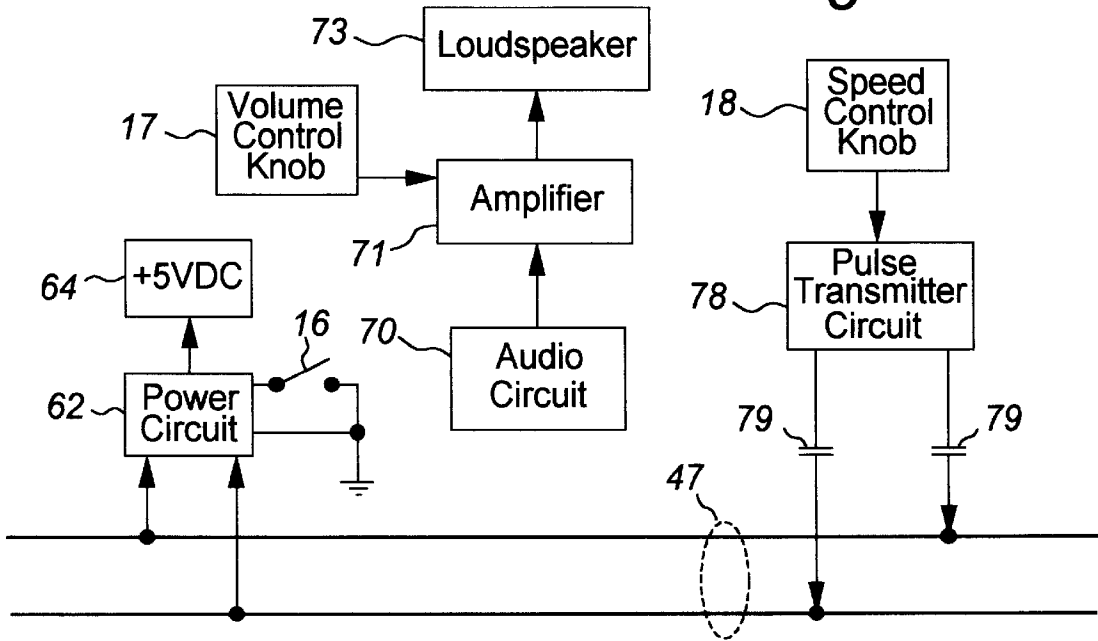 73
Loudspeaker
17
Volume
Control
Knob
18
Speed
Control
Knob
71
Amplifier
64
+5VDC
78
Pulse
Transmitter
Circuit
16
70
Audio
Circuit
62
Power
Circuit
79
79
47